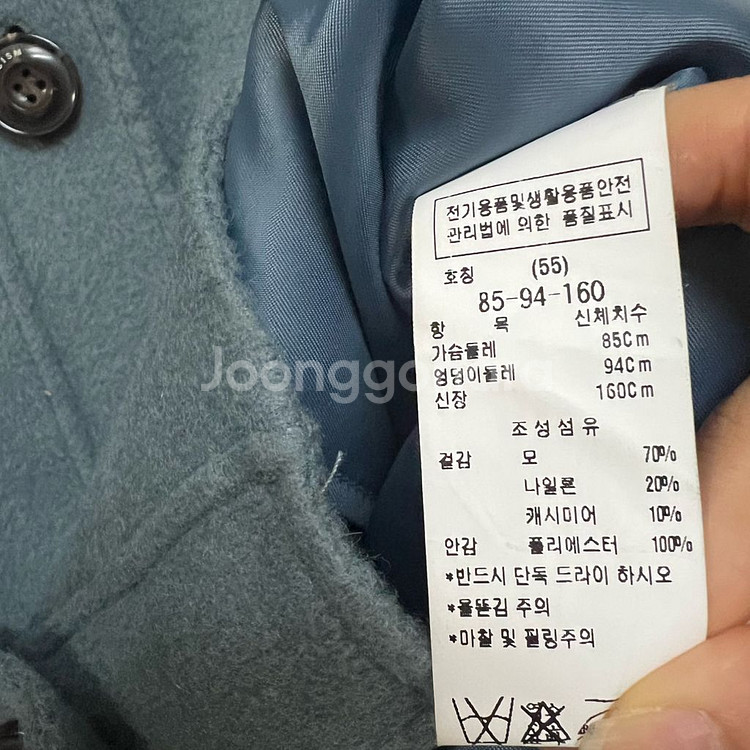 전기용품및생활용품안전
관리법에 의한 품질표시
호칭 (55)
85-94-160
항 목 신체치수
가슴둘레 85Cm
엉덩이둘레 94Cm
신장 160Cm
조성섬유
겉감 모 70%
나일론 20%
캐시미어 10%
안감 폴리에스터 100%
*반드시 단독 드라이 하시오
*올뜯김 주의
*마찰 및 필링주의